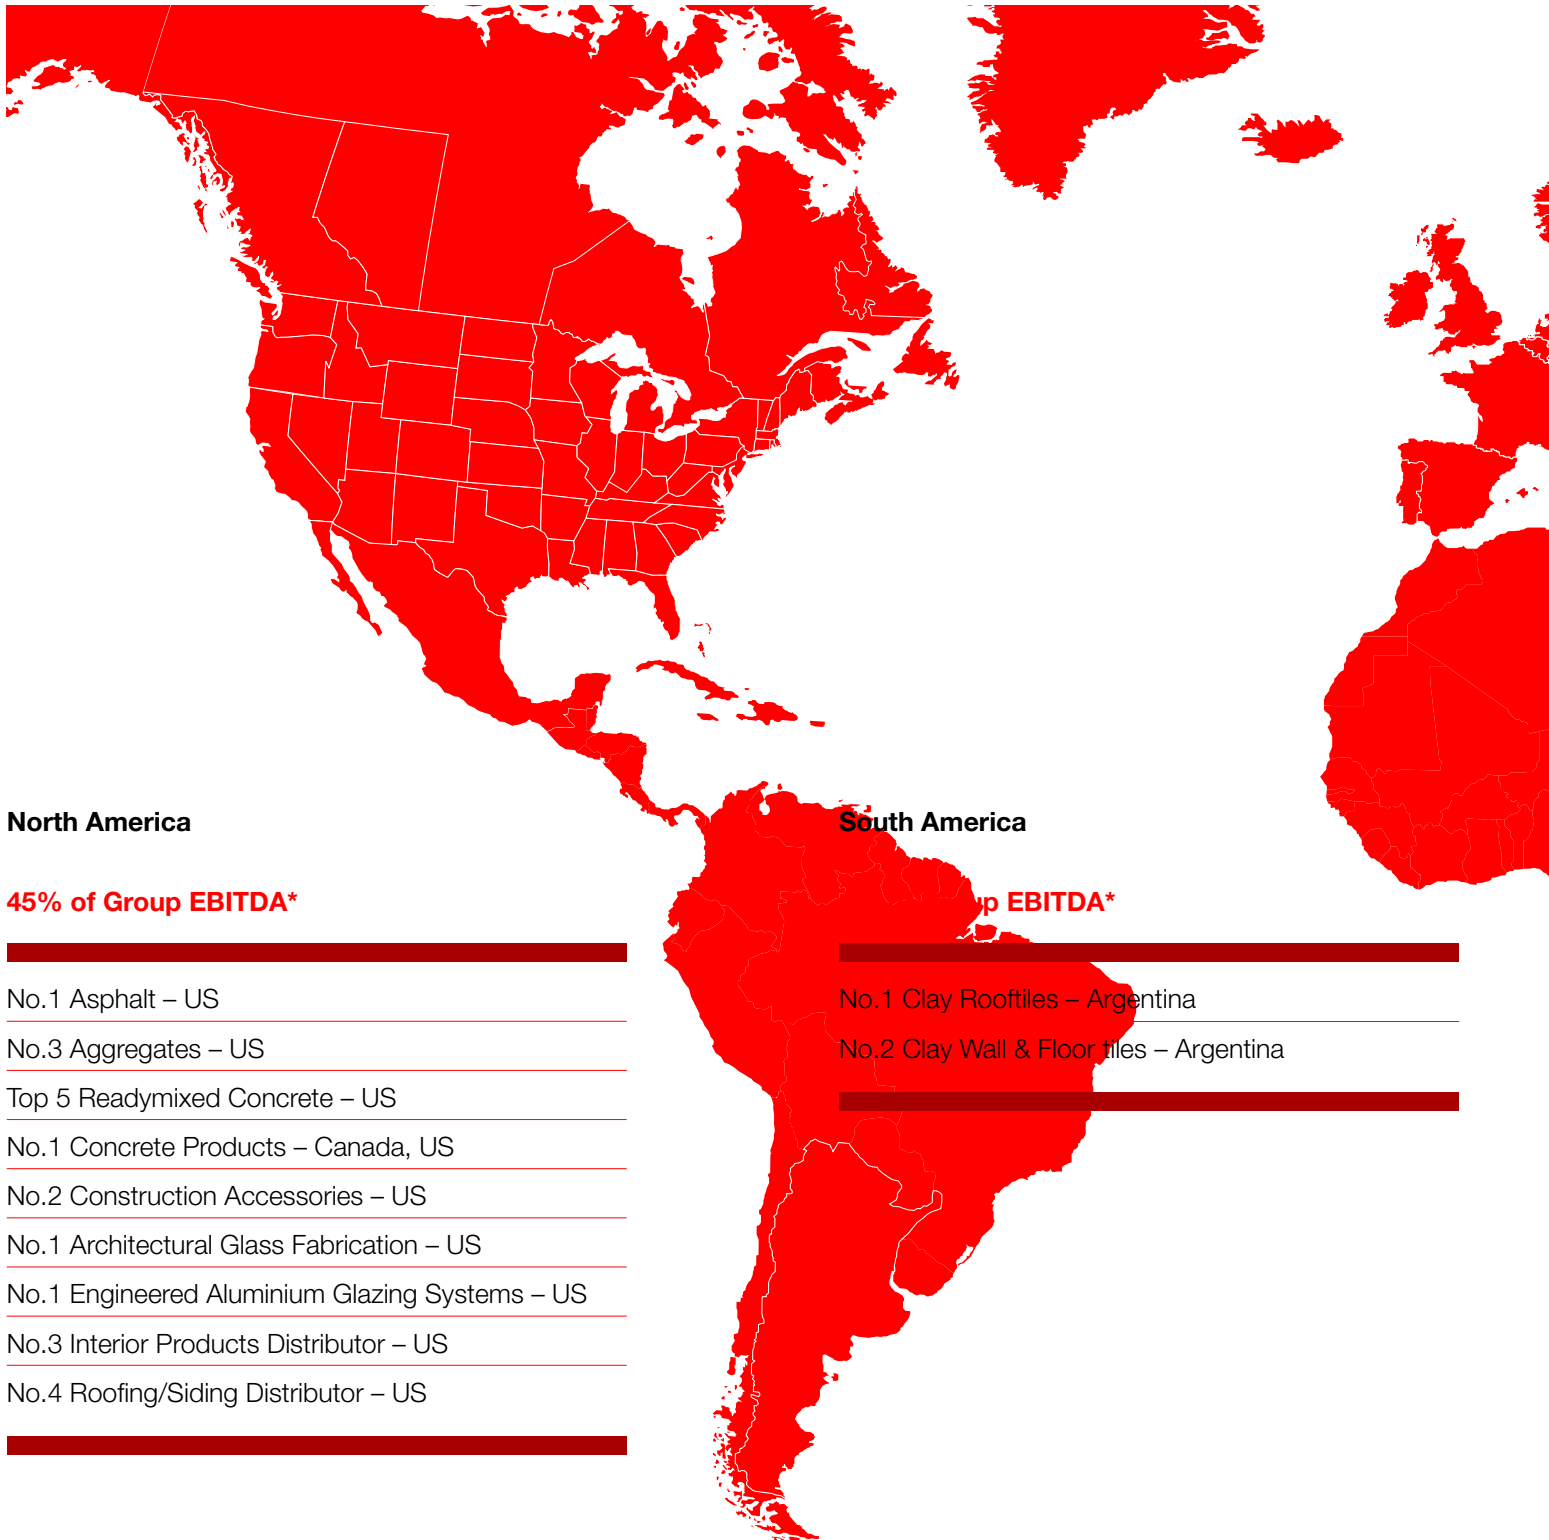 North America
45% of Group EBITDA*
No.1 Asphalt – US
No.3 Aggregates – US
Top 5 Readymixed Concrete – US
No.1 Concrete Products – Canada, US
No.2 Construction Accessories – US
No.1 Architectural Glass Fabrication – US
No.1 Engineered Aluminium Glazing Systems – US
No.3 Interior Products Distributor – US
No.4 Roofing/Siding Distributor – US
South America
EBITDA*
No.1 Clay Rooftiles – Argentina
No.2 Clay Wall & Floor tiles – Argentina